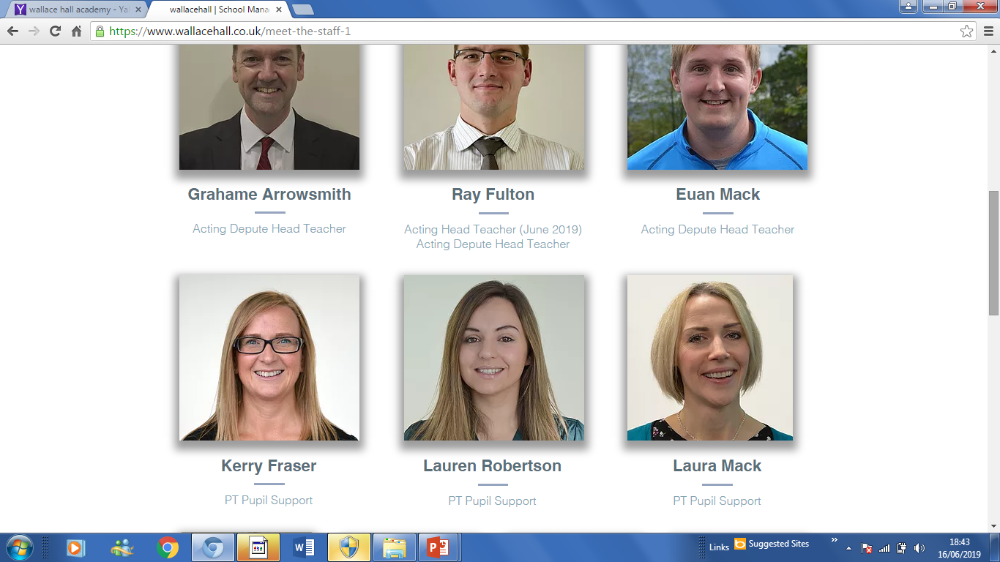 wallace hall academy - Ya
wallacehall | School Mana
https://www.wallacehall.co.uk/meet-the-staff-1
Grahame Arrowsmith
Ray Fulton
Euan Mack
Acting Depute Head Teacher
Acting Head Teacher (June 2019)
Acting Depute Head Teacher
Acting Depute Head Teacher
Kerry Fraser
Lauren Robertson
Laura Mack
PT Pupil Support
PT Pupil Support
PT Pupil Support
Links
Suggested Sites
18:43
16/06/2019